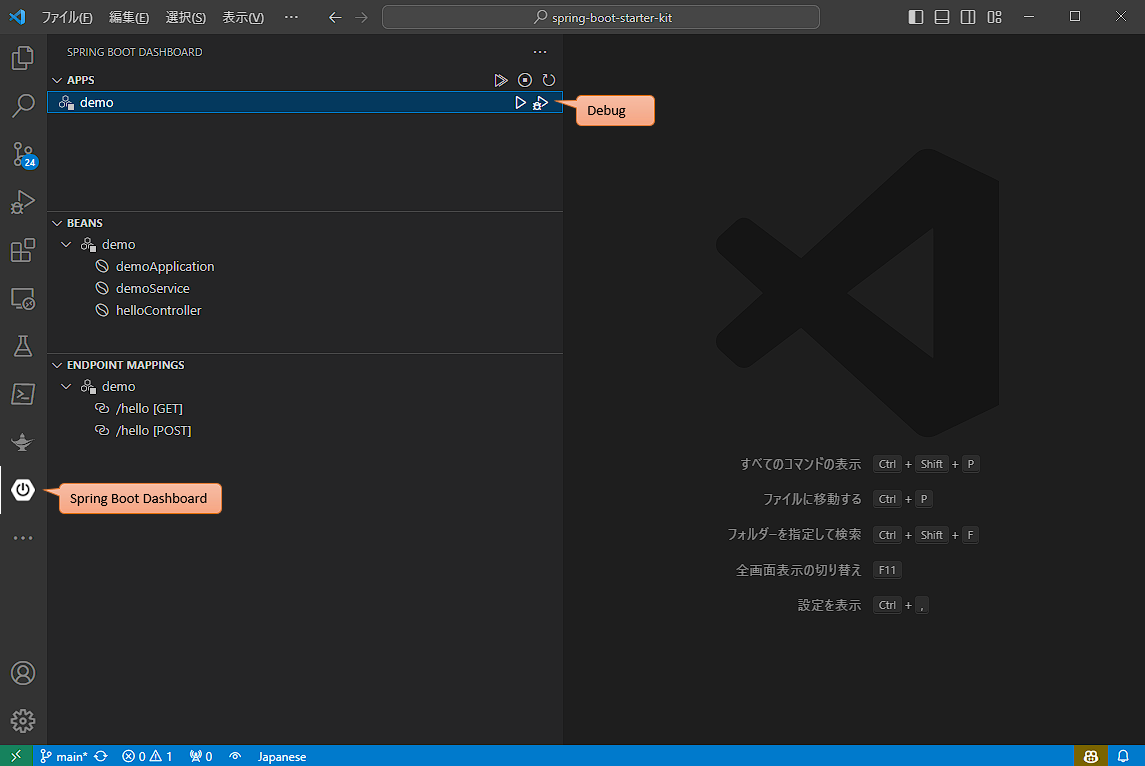 ファイル(F) 編集(E) 選択(S) 表示(V) ··· spring-boot-starter-kit
SPRING BOOT DASHBOARD
APPS
demo
Debug
24
BEANS
demo
demoApplication
demoService
helloController
ENDPOINT MAPPINGS
demo
/hello [GET]
/hello [POST]
Spring Boot Dashboard
すべてのコマンドの表示 Ctrl + Shift + P
ファイルに移動する Ctrl + P
フォルダーを指定して検索 Ctrl + Shift + F
全画面表示の切り替え F11
設定を表示 Ctrl + ,
main* 0 1 0 Japanese